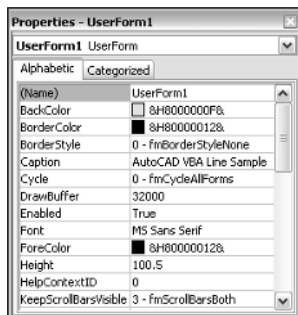 Properties - UserForm1
UserForm1 UserForm
Alphabetic Categorized
(Name) UserForm1
BackColor &H8000000F&
BorderColor &H80000012&
BorderStyle 0 - fmBorderStyleNone
Caption AutoCAD VBA Line Sample
Cycle 0 - fmCycleAllForms
DrawBuffer 32000
Enabled True
Font MS Sans Serif
ForeColor &H80000012&
Height 100.5
HelpContextID 0
KeepScrollBarsVisible 3 - fmScrollBarsBoth